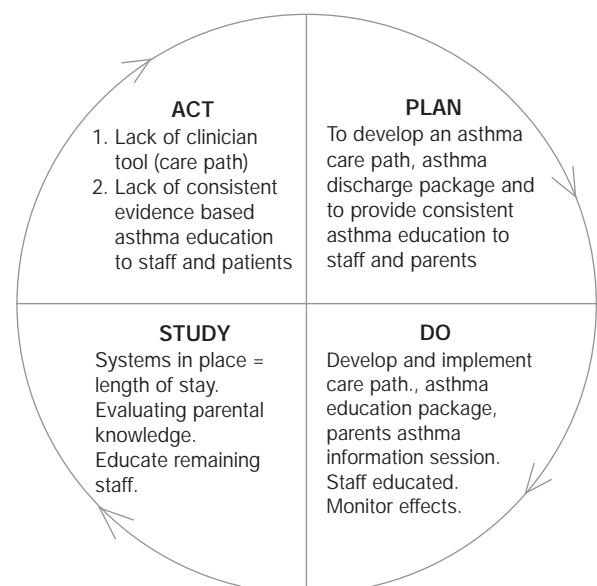 ACT
1. Lack of clinician
tool (care path)
2. Lack of consistent
evidence based
asthma education
to staff and patients
PLAN
To develop an asthma
care path, asthma
discharge package and
to provide consistent
asthma education to
staff and parents
STUDY
Systems in place =
length of stay.
Evaluating parental
knowledge.
Educate remaining
staff.
DO
Develop and implement
care path., asthma
education package,
parents asthma
information session.
Staff educated.
Monitor effects.